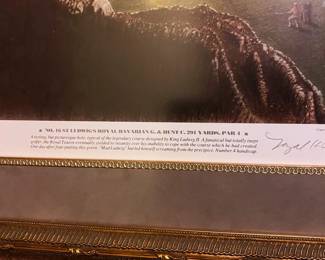 ★ NO. 16 ST LUDWIG'S ROYAL BAVARIAN G. & HUNT C. 291 YARDS, PAR 4 ★
A testing, but picturesque hole, typical of the legendary course designed by King Ludwig II. A fanatical but totally inept
golfer, the Royal Teuton eventually yielded to insanity over his inability to cope with the course which he had created.
One day after four-putting this green "Mad Ludwig" hurled himself screaming from the precipice. Number 4 handicap.
Loyal H